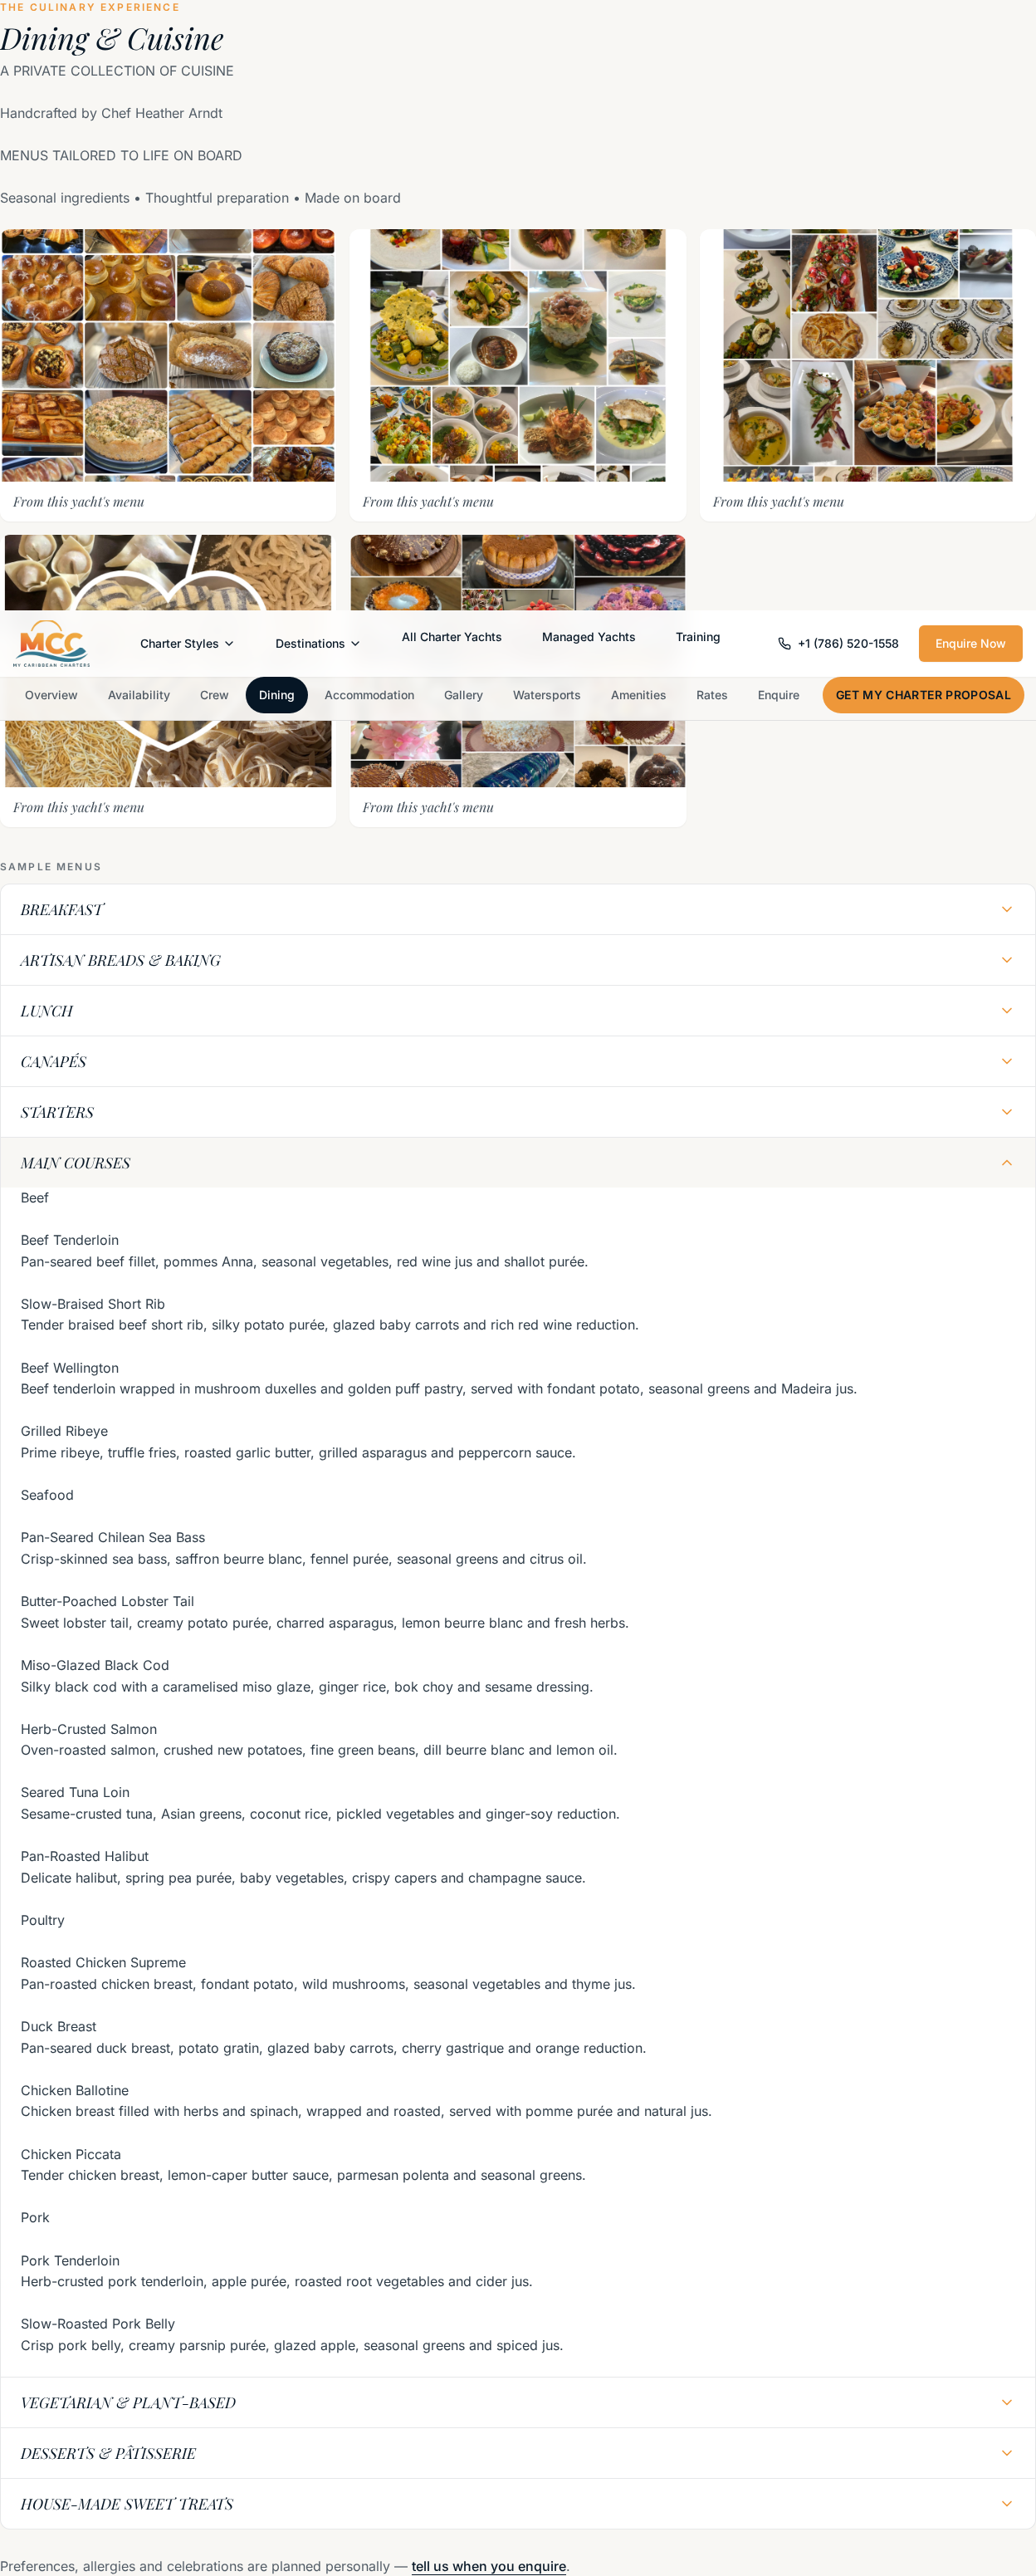 THE CULINARY EXPERIENCE
Dining & Cuisine
A PRIVATE COLLECTION OF CUISINE
Handcrafted by Chef Heather Arndt
MENUS TAILORED TO LIFE ON BOARD
Seasonal ingredients • Thoughtful preparation • Made on board
From this yacht's menu
From this yacht's menu
From this yacht's menu
MCC
MY CARIBBEAN CHARTERS
Charter Styles
Destinations
All Charter Yachts
Managed Yachts
Training
+1 (786) 520-1558
Enquire Now
Overview
Availability
Crew
Dining
Accommodation
Gallery
Watersports
Amenities
Rates
Enquire
GET MY CHARTER PROPOSAL
From this yacht's menu
From this yacht's menu
SAMPLE MENUS
BREAKFAST
ARTISAN BREADS & BAKING
LUNCH
CANAPÉS
STARTERS
MAIN COURSES
Beef
Beef Tenderloin
Pan-seared beef fillet, pommes Anna, seasonal vegetables, red wine jus and shallot purée.
Slow-Braised Short Rib
Tender braised beef short rib, silky potato purée, glazed baby carrots and rich red wine reduction.
Beef Wellington
Beef tenderloin wrapped in mushroom duxelles and golden puff pastry, served with fondant potato, seasonal greens and Madeira jus.
Grilled Ribeye
Prime ribeye, truffle fries, roasted garlic butter, grilled asparagus and peppercorn sauce.
Seafood
Pan-Seared Chilean Sea Bass
Crisp-skinned sea bass, saffron beurre blanc, fennel purée, seasonal greens and citrus oil.
Butter-Poached Lobster Tail
Sweet lobster tail, creamy potato purée, charred asparagus, lemon beurre blanc and fresh herbs.
Miso-Glazed Black Cod
Silky black cod with a caramelised miso glaze, ginger rice, bok choy and sesame dressing.
Herb-Crusted Salmon
Oven-roasted salmon, crushed new potatoes, fine green beans, dill beurre blanc and lemon oil.
Seared Tuna Loin
Sesame-crusted tuna, Asian greens, coconut rice, pickled vegetables and ginger-soy reduction.
Pan-Roasted Halibut
Delicate halibut, spring pea purée, baby vegetables, crispy capers and champagne sauce.
Poultry
Roasted Chicken Supreme
Pan-roasted chicken breast, fondant potato, wild mushrooms, seasonal vegetables and thyme jus.
Duck Breast
Pan-seared duck breast, potato gratin, glazed baby carrots, cherry gastrique and orange reduction.
Chicken Ballotine
Chicken breast filled with herbs and spinach, wrapped and roasted, served with pomme purée and natural jus.
Chicken Piccata
Tender chicken breast, lemon-caper butter sauce, parmesan polenta and seasonal greens.
Pork
Pork Tenderloin
Herb-crusted pork tenderloin, apple purée, roasted root vegetables and cider jus.
Slow-Roasted Pork Belly
Crisp pork belly, creamy parsnip purée, glazed apple, seasonal greens and spiced jus.
VEGETARIAN & PLANT-BASED
DESSERTS & PÂTISSERIE
HOUSE-MADE SWEET TREATS
Preferences, allergies and celebrations are planned personally — tell us when you enquire.